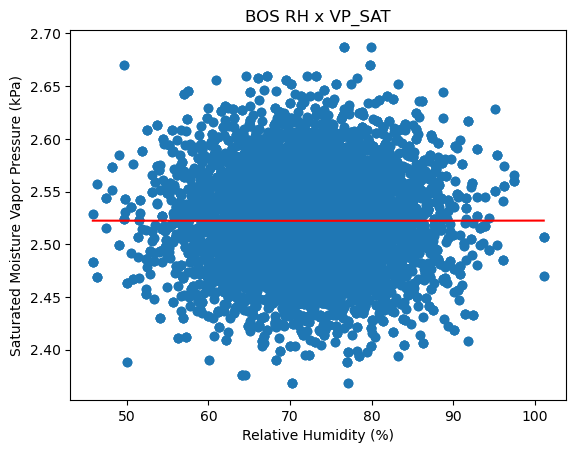 BOS RH x VP_SAT
2.70
2.65
2.60
2.55
2.50
2.45
2.40
Saturated Moisture Vapor Pressure (kPa)
50 60 70 80 90 100
Relative Humidity (%)